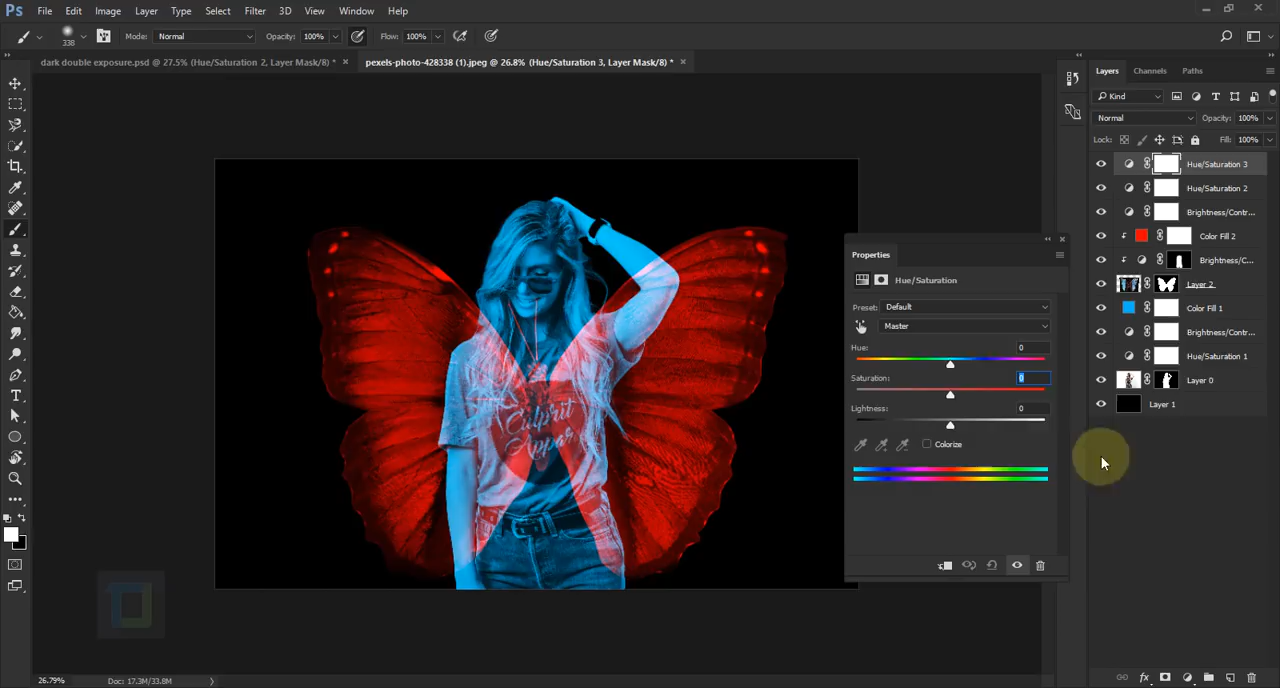 Ps File Edit Image Layer Type Select Filter 3D View Window Help
338 Mode: Normal Opacity: 100% Flow: 100%
dark double exposure.psd @ 27.5% (Hue/Saturation 2, Layer Mask/8) * × pexels-photo-428338 (1).jpeg @ 26.8% (Hue/Saturation 3, Layer Mask/8) * ×
Layers Channels Paths
Kind
Normal Opacity: 100%
Lock: Fill: 100%
Hue/Saturation 3
Hue/Saturation 2
Brightness/Contr...
Color Fill 2
Brightness/C...
Layer 2
Color Fill 1
Brightness/Contr...
Hue/Saturation 1
Layer 0
Layer 1
Properties
Hue/Saturation
Preset: Default
Master
Hue: 0
Saturation: 0
Lightness: 0
Colorize
Culprit
Appar
26.79% Doc: 17.3M/33.8M